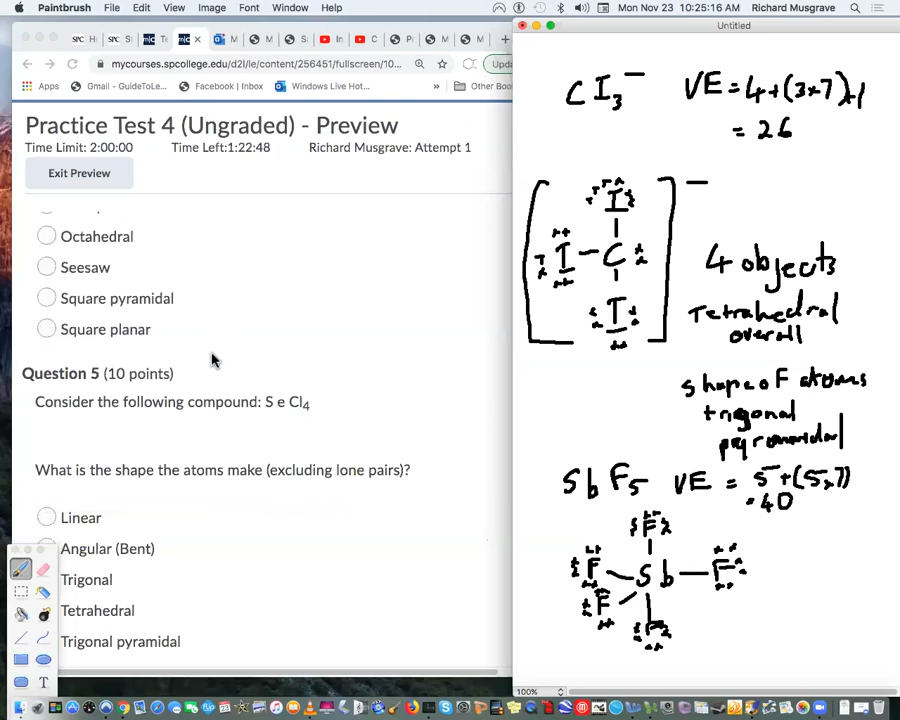 Paintbrush File Edit View Image Colour Font Window Help Mon Nov 23 10:25:16 AM Richard Musgrave
Untitled
mycourses.spcollege.edu/d2l/le/content/256451/fullscreen/10...
Upda
Apps Gmail - GuideToLe... Facebook | Inbox Windows Live Hot... » Other Boo
Practice Test 4 (Ungraded) - Preview
Time Limit: 2:00:00 Time Left:1:22:48 Richard Musgrave: Attempt 1
Exit Preview
Octahedral
Seesaw
Square pyramidal
Square planar
Question 5 (10 points)
Consider the following compound: S e Cl4
What is the shape the atoms make (excluding lone pairs)?
Linear
Angular (Bent)
Trigonal
Tetrahedral
Trigonal pyramidal
CI3− VE = 4+(3×7)+1
= 26
I
I C
I
−
4 objects
Tetrahedral
overall
shape of atoms
trigonal
pyramidal
SbF5 VE = 5+(5×7)
= 40
F
F Sb F
F
F
100%